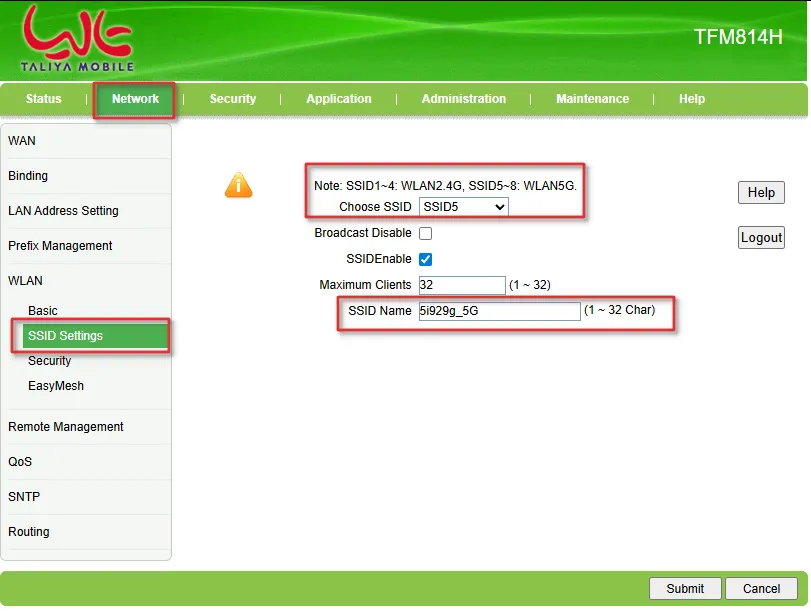 تاليا
TALIYA MOBILE
TFM814H
Status | Network | Security | Application | Administration | Maintenance | Help
WAN
Binding
LAN Address Setting
Prefix Management
WLAN
Basic
SSID Settings
Security
EasyMesh
Remote Management
QoS
SNTP
Routing
Note: SSID1~4: WLAN2.4G, SSID5~8: WLAN5G.
Choose SSID SSID5
Broadcast Disable
SSIDEnable
Maximum Clients 32 (1 ~ 32)
SSID Name 5i929g_5G (1 ~ 32 Char)
Help
Logout
Submit Cancel